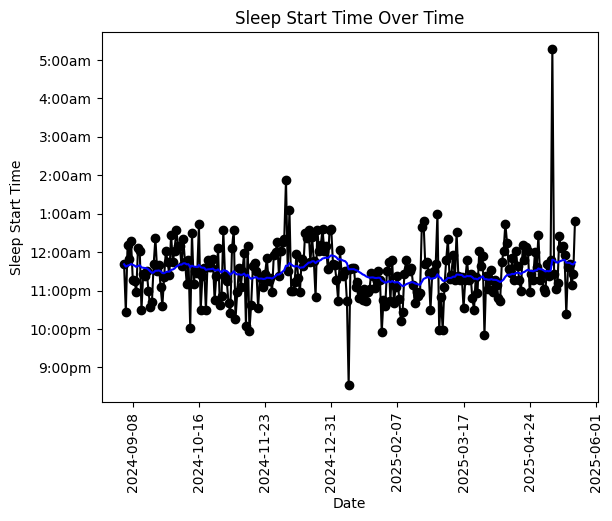 Sleep Start Time Over Time
5:00am
4:00am
3:00am
2:00am
1:00am
12:00am
11:00pm
10:00pm
9:00pm
Sleep Start Time
2024-09-08
2024-10-16
2024-11-23
2024-12-31
2025-02-07
2025-03-17
2025-04-24
2025-06-01
Date